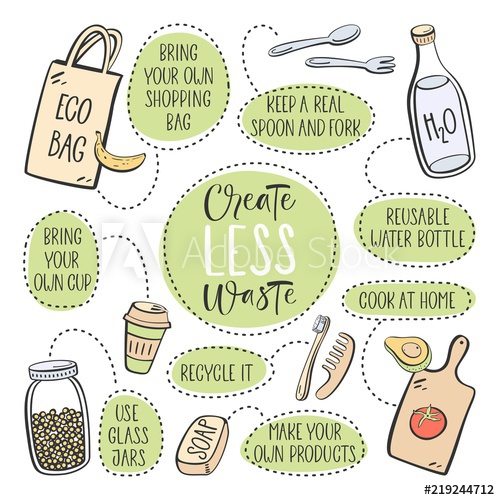 BRING
YOUR OWN
SHOPPING
BAG
ECO
BAG
KEEP A REAL
SPOON AND FORK
H₂O
Create
LESS
Waste
REUSABLE
WATER BOTTLE
BRING
YOUR
OWN CUP
COOK AT HOME
RECYCLE IT
USE
GLASS
JARS
SOAP
MAKE YOUR
OWN PRODUCTS
Adobe Stock
#219244712